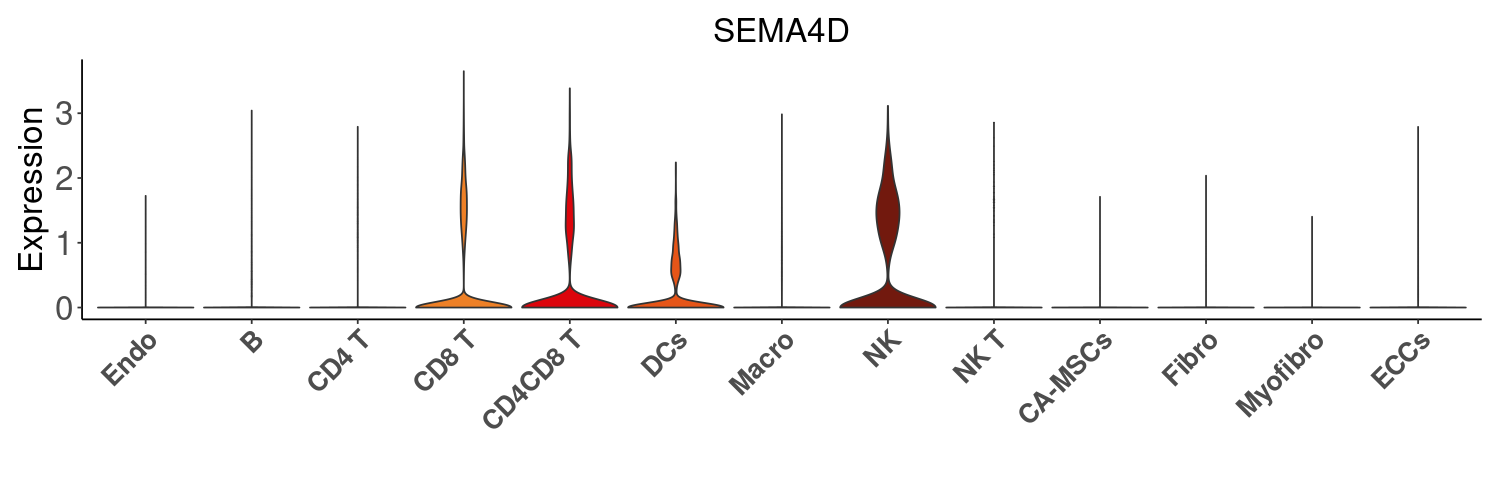 SEMA4D
Expression
3
2
1
0
Endo
B
CD4 T
CD8 T
CD4CD8 T
DCs
Macro
NK
NK T
CA-MSCs
Fibro
Myofibro
ECCs